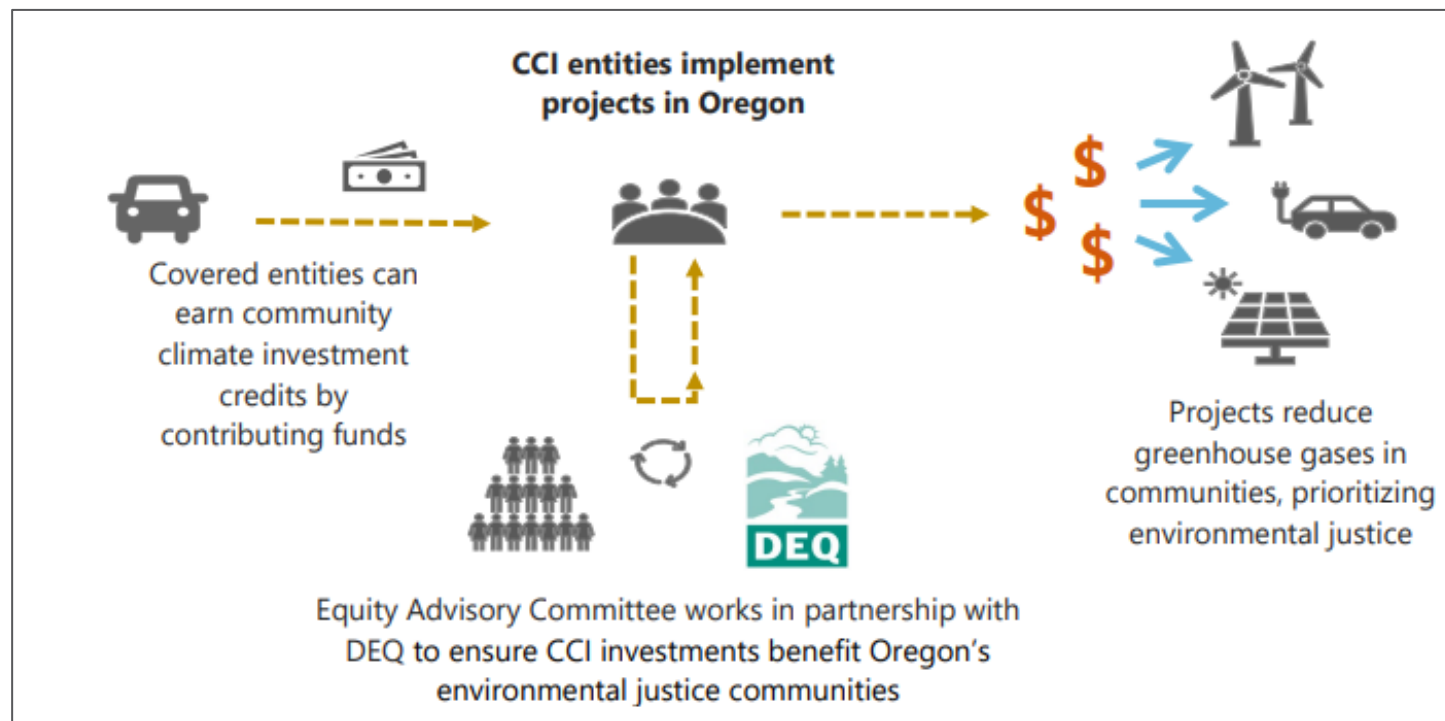 CCI entities implement
projects in Oregon
Covered entities can
earn community
climate investment
credits by
contributing funds
$
$
$
Projects reduce
greenhouse gases in
communities, prioritizing
environmental justice
DEQ
Equity Advisory Committee works in partnership with
DEQ to ensure CCI investments benefit Oregon’s
environmental justice communities